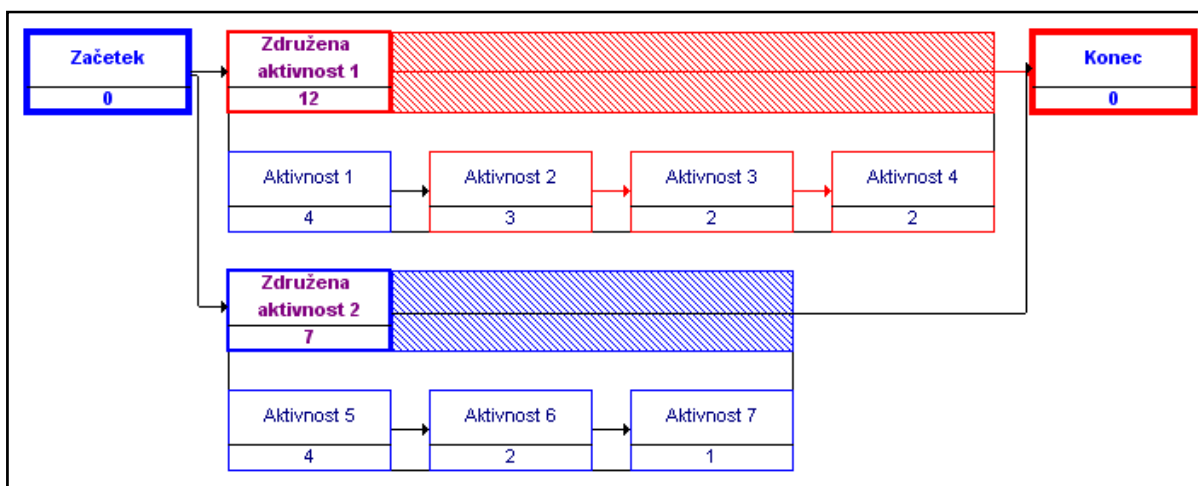 Začetek
0
Združena
aktivnost 1
12
Konec
0
Aktivnost 1
4
Aktivnost 2
3
Aktivnost 3
2
Aktivnost 4
2
Združena
aktivnost 2
7
Aktivnost 5
4
Aktivnost 6
2
Aktivnost 7
1